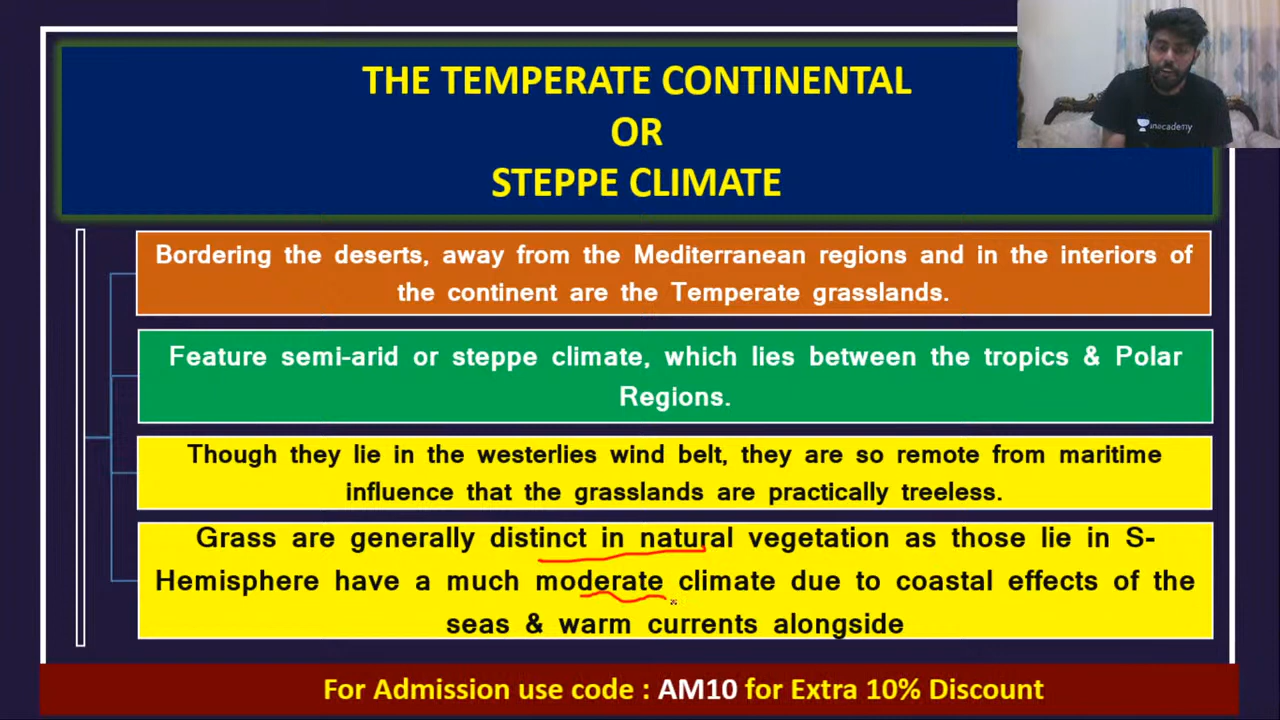 THE TEMPERATE CONTINENTAL
OR
STEPPE CLIMATE
unacademy
Bordering the deserts, away from the Mediterranean regions and in the interiors of
the continent are the Temperate grasslands.
Feature semi-arid or steppe climate, which lies between the tropics & Polar
Regions.
Though they lie in the westerlies wind belt, they are so remote from maritime
influence that the grasslands are practically treeless.
Grass are generally distinct in natural vegetation as those lie in S-
Hemisphere have a much moderate climate due to coastal effects of the
seas & warm currents alongside
For Admission use code : AM10 for Extra 10% Discount